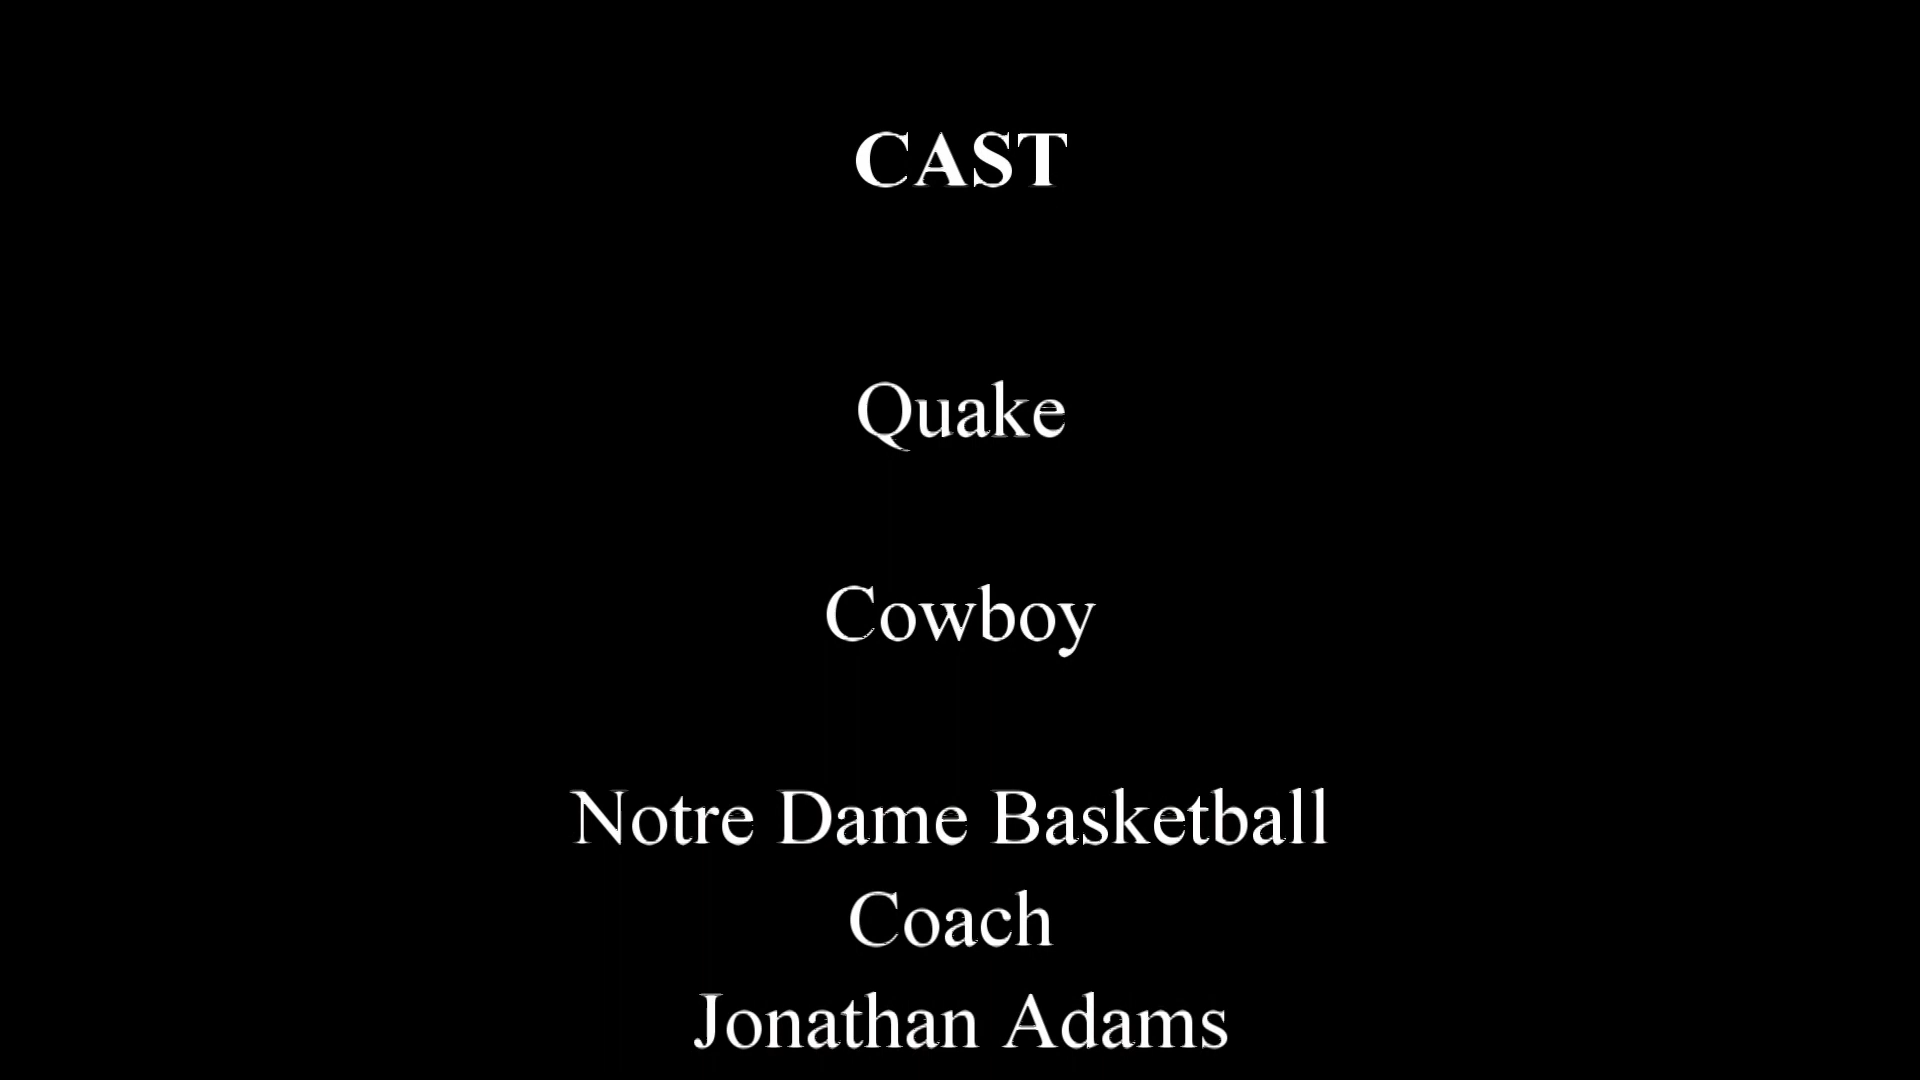 CAST
Quake
Cowboy
Notre Dame Basketball
Coach
Jonathan Adams